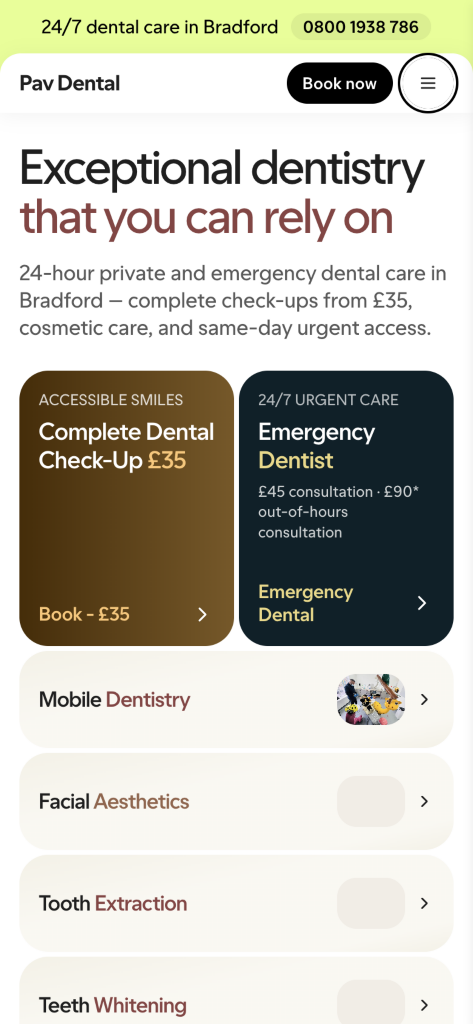 24/7 dental care in Bradford 0800 1938 786
Pav Dental Book now
Exceptional dentistry
that you can rely on
24-hour private and emergency dental care in
Bradford — complete check-ups from £35,
cosmetic care, and same-day urgent access.
ACCESSIBLE SMILES
Complete Dental
Check-Up £35
Book - £35
24/7 URGENT CARE
Emergency
Dentist
£45 consultation · £90*
out-of-hours
consultation
Emergency
Dental
Mobile Dentistry
Facial Aesthetics
Tooth Extraction
Teeth Whitening